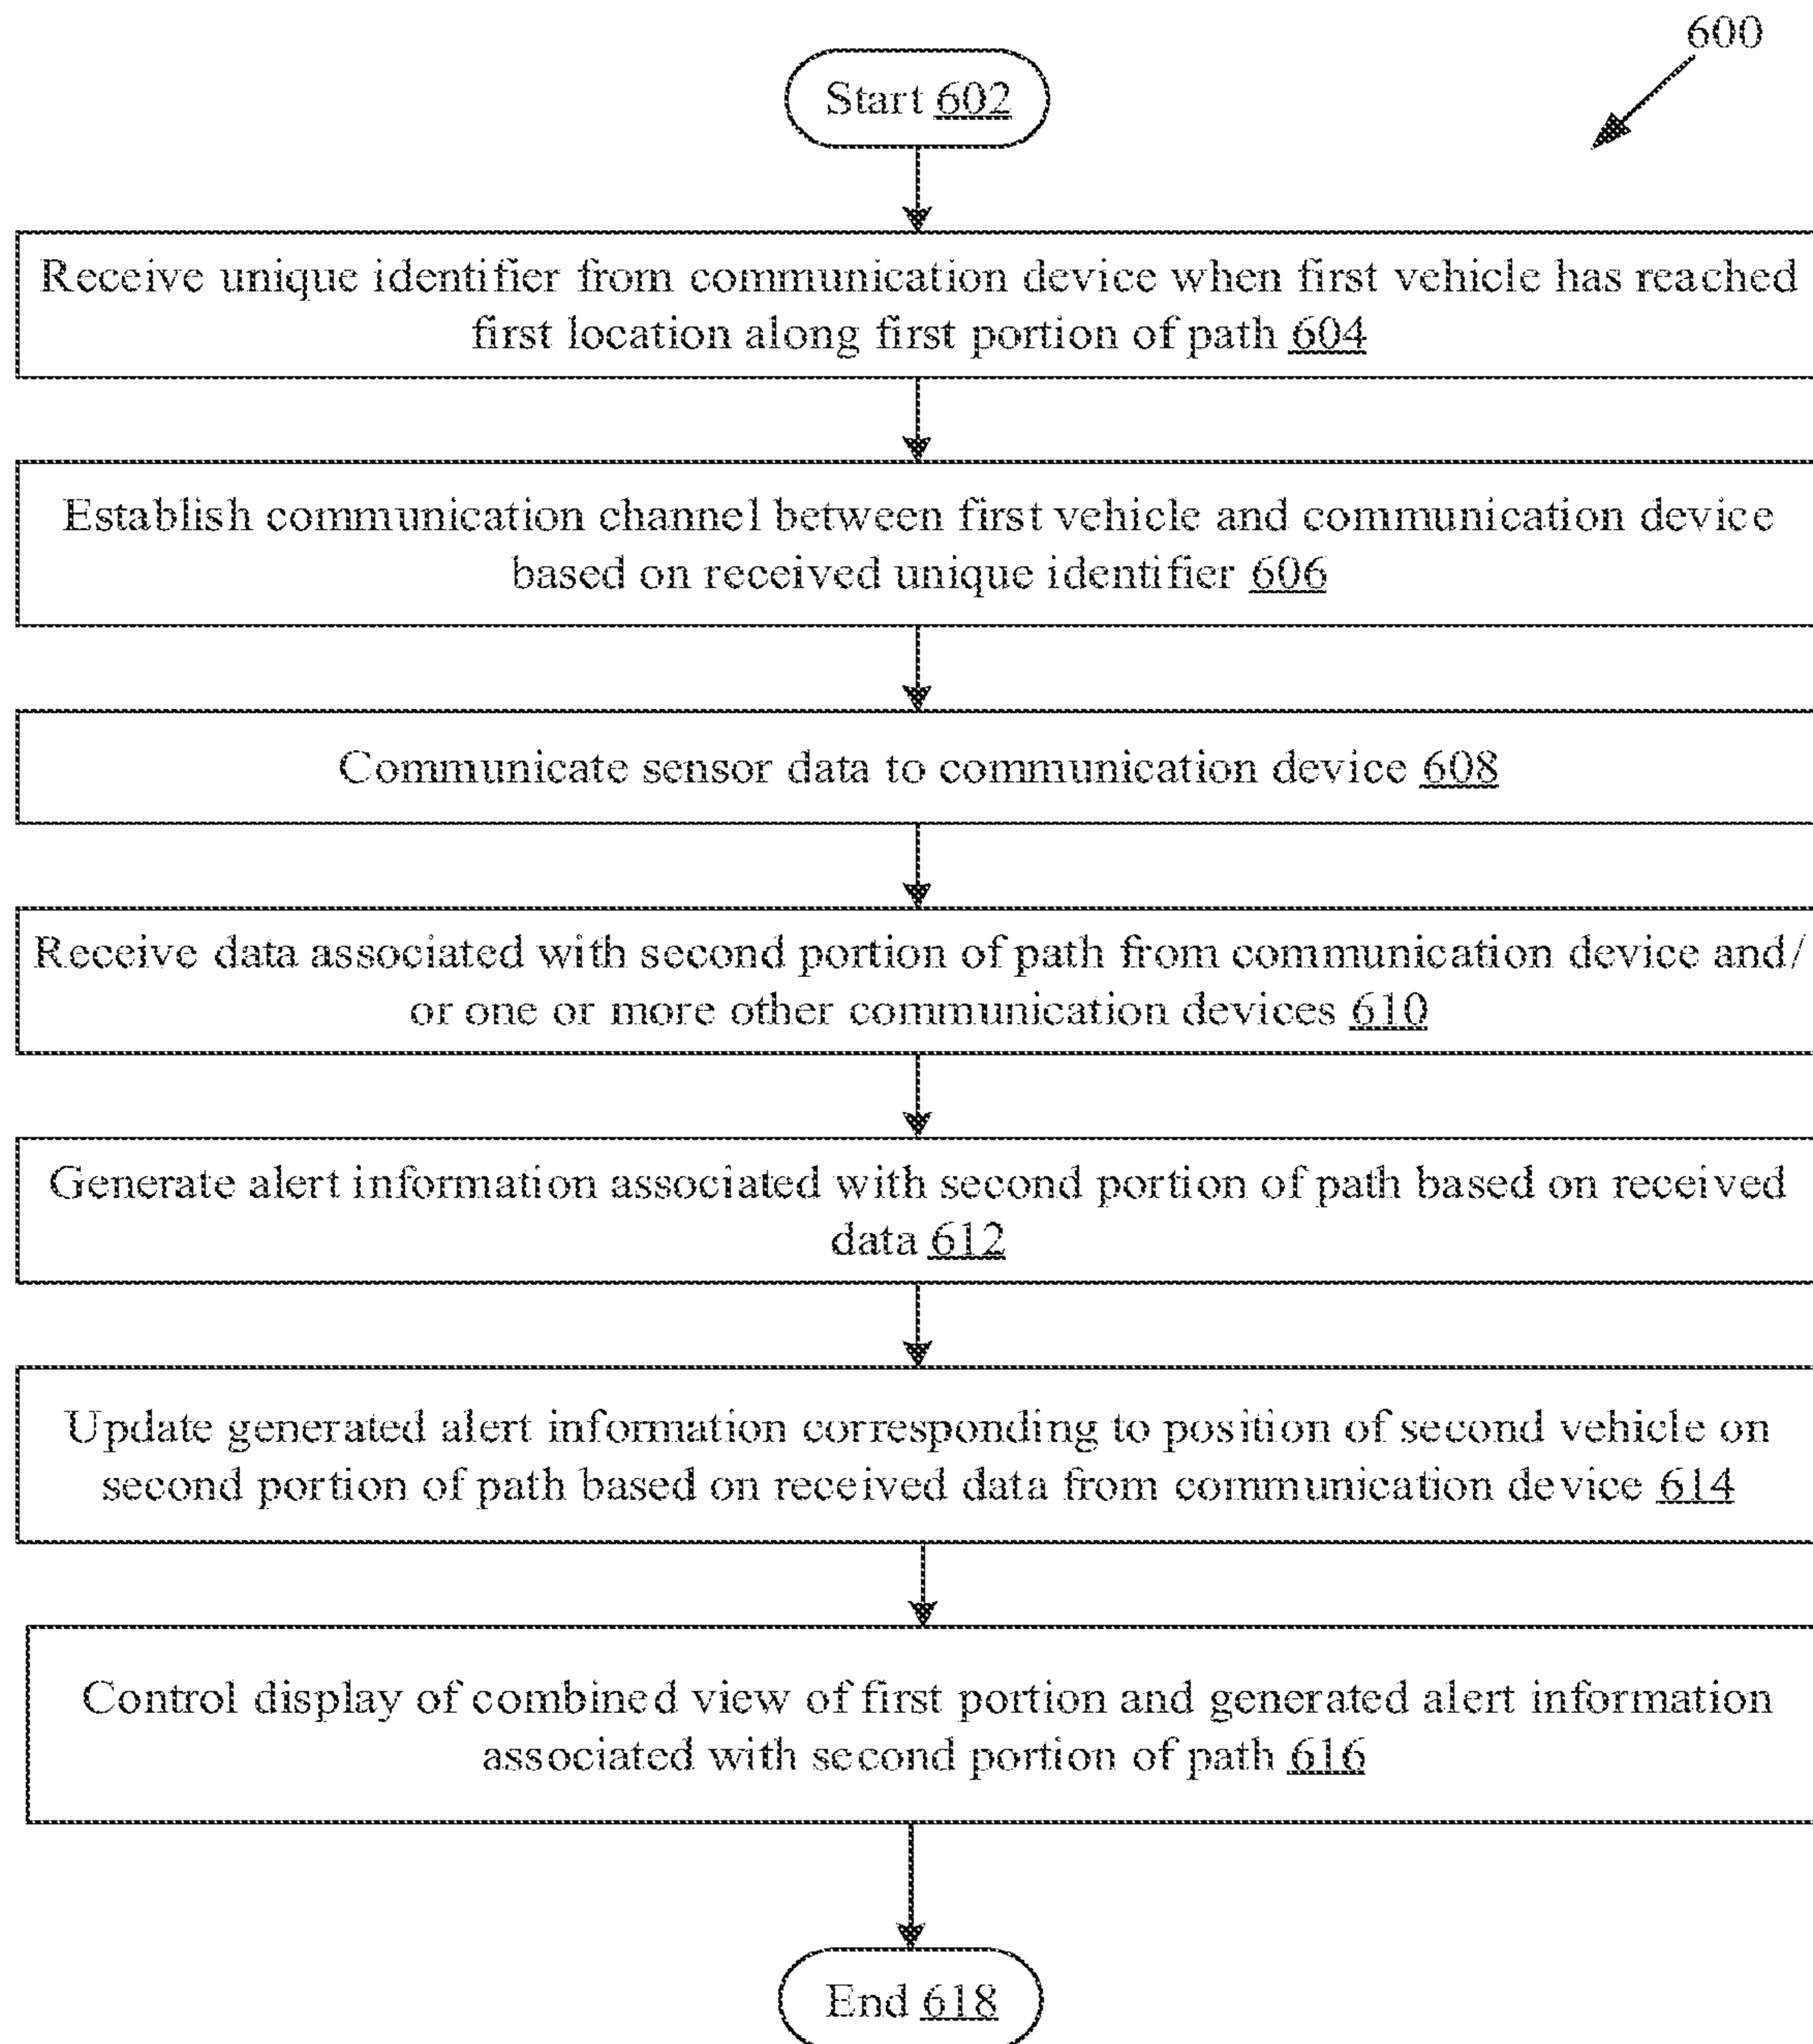 600
Start 602
Receive unique identifier from communication device when first vehicle has reached
first location along first portion of path 604
Establish communication channel between first vehicle and communication device
based on received unique identifier 606
Communicate sensor data to communication device 608
Receive data associated with second portion of path from communication device and/
or one or more other communication devices 610
Generate alert information associated with second portion of path based on received
data 612
Update generated alert information corresponding to position of second vehicle on
second portion of path based on received data from communication device 614
Control display of combined view of first portion and generated alert information
associated with second portion of path 616
End 618